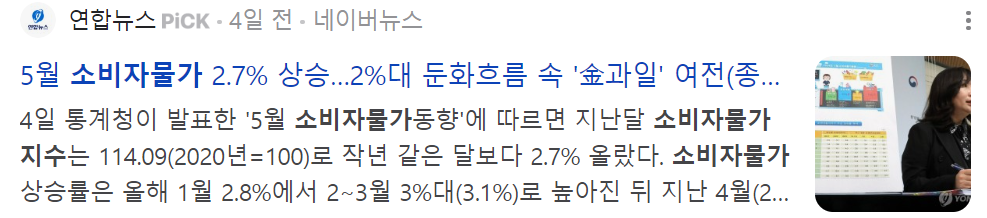 연합뉴스 PiCK · 4일 전 · 네이버뉴스
5월 소비자물가 2.7% 상승...2%대 둔화흐름 속 '金과일' 여전(종...
4일 통계청이 발표한 '5월 소비자물가동향'에 따르면 지난달 소비자물가
지수는 114.09(2020년=100)로 작년 같은 달보다 2.7% 올랐다. 소비자물가
상승률은 올해 1월 2.8%에서 2~3월 3%대(3.1%)로 높아진 뒤 지난 4월(2...